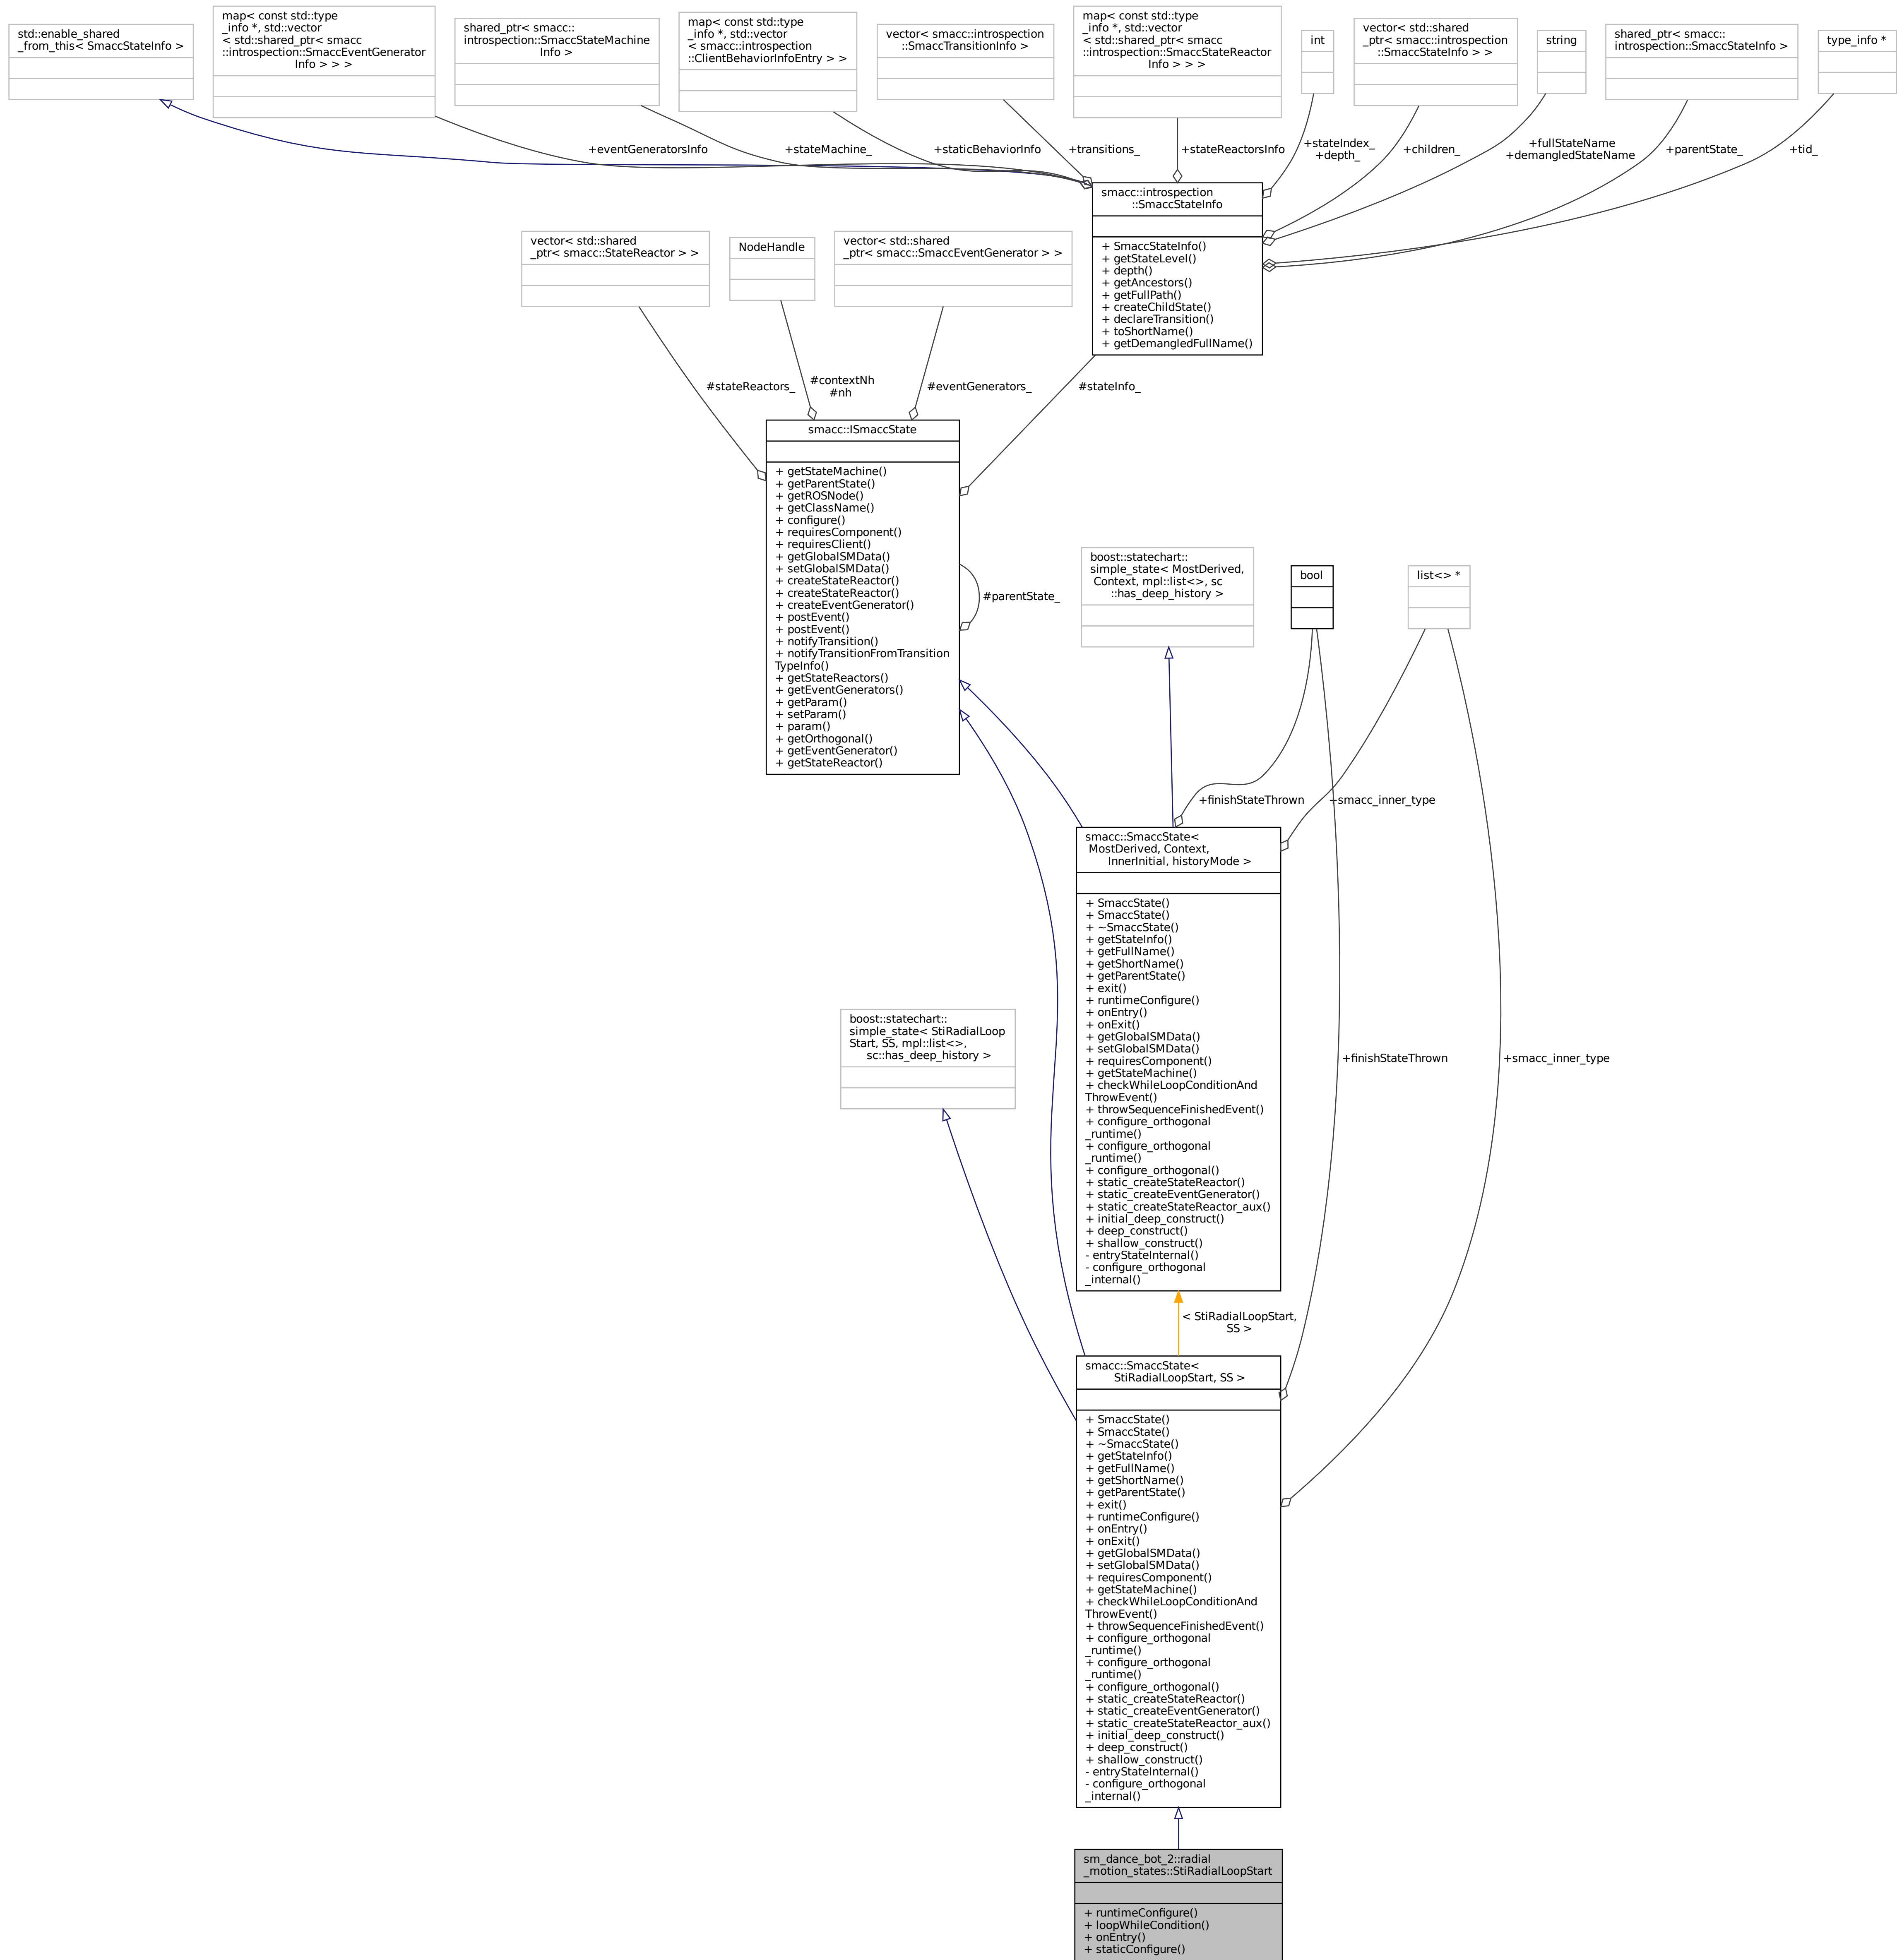 std::enable_shared
_from_this< SmaccStateInfo >
map< const std::type
_info *, std::vector
< std::shared_ptr< smacc
::introspection::SmaccEventGenerator
Info > > >
shared_ptr< smacc::
introspection::SmaccStateMachine
Info >
map< const std::type
_info *, std::vector
< smacc::introspection
::ClientBehaviorInfoEntry > >
vector< smacc::introspection
::SmaccTransitionInfo >
map< const std::type
_info *, std::vector
< std::shared_ptr< smacc
::introspection::SmaccStateReactor
Info > > >
int
vector< std::shared
_ptr< smacc::introspection
::SmaccStateInfo > >
string
shared_ptr< smacc::
introspection::SmaccStateInfo >
type_info *
+eventGeneratorsInfo
+stateMachine_
+staticBehaviorInfo
+transitions_
+stateReactorsInfo
+stateIndex_
+depth_
+children_
+fullStateName
+demangledStateName
+parentState_
+tid_
smacc::introspection
::SmaccStateInfo
+ SmaccStateInfo()
+ getStateLevel()
+ depth()
+ getAncestors()
+ getFullPath()
+ createChildState()
+ declareTransition()
+ toShortName()
+ getDemangledFullName()
vector< std::shared
_ptr< smacc::StateReactor > >
NodeHandle
vector< std::shared
_ptr< smacc::SmaccEventGenerator > >
#stateReactors_
#contextNh
#nh
#eventGenerators_
#stateInfo_
smacc::ISmaccState
+ getStateMachine()
+ getParentState()
+ getROSNode()
+ getClassName()
+ configure()
+ requiresComponent()
+ requiresClient()
+ getGlobalSMData()
+ setGlobalSMData()
+ createStateReactor()
+ createStateReactor()
+ createEventGenerator()
+ postEvent()
+ postEvent()
+ notifyTransition()
+ notifyTransitionFromTransition
TypeInfo()
+ getStateReactors()
+ getEventGenerators()
+ getParam()
+ setParam()
+ param()
+ getOrthogonal()
+ getEventGenerator()
+ getStateReactor()
#parentState_
boost::statechart::
simple_state< MostDerived,
Context, mpl::list<>, sc
::has_deep_history >
bool
list<> *
+finishStateThrown
+smacc_inner_type
smacc::SmaccState<
MostDerived, Context,
InnerInitial, historyMode >
+ SmaccState()
+ SmaccState()
+ ~SmaccState()
+ getStateInfo()
+ getFullName()
+ getShortName()
+ getParentState()
+ exit()
+ runtimeConfigure()
+ onEntry()
+ onExit()
+ getGlobalSMData()
+ setGlobalSMData()
+ requiresComponent()
+ getStateMachine()
+ checkWhileLoopConditionAnd
ThrowEvent()
+ throwSequenceFinishedEvent()
+ configure_orthogonal
_runtime()
+ configure_orthogonal
_runtime()
+ configure_orthogonal()
+ static_createStateReactor()
+ static_createEventGenerator()
+ static_createStateReactor_aux()
+ initial_deep_construct()
+ deep_construct()
+ shallow_construct()
- entryStateInternal()
- configure_orthogonal
_internal()
boost::statechart::
simple_state< StiRadialLoop
Start, SS, mpl::list<>,
sc::has_deep_history >
+finishStateThrown
+smacc_inner_type
< StiRadialLoopStart,
SS >
smacc::SmaccState<
StiRadialLoopStart, SS >
+ SmaccState()
+ SmaccState()
+ ~SmaccState()
+ getStateInfo()
+ getFullName()
+ getShortName()
+ getParentState()
+ exit()
+ runtimeConfigure()
+ onEntry()
+ onExit()
+ getGlobalSMData()
+ setGlobalSMData()
+ requiresComponent()
+ getStateMachine()
+ checkWhileLoopConditionAnd
ThrowEvent()
+ throwSequenceFinishedEvent()
+ configure_orthogonal
_runtime()
+ configure_orthogonal
_runtime()
+ configure_orthogonal()
+ static_createStateReactor()
+ static_createEventGenerator()
+ static_createStateReactor_aux()
+ initial_deep_construct()
+ deep_construct()
+ shallow_construct()
- entryStateInternal()
- configure_orthogonal
_internal()
sm_dance_bot_2::radial
_motion_states::StiRadialLoopStart
+ runtimeConfigure()
+ loopWhileCondition()
+ onEntry()
+ staticConfigure()